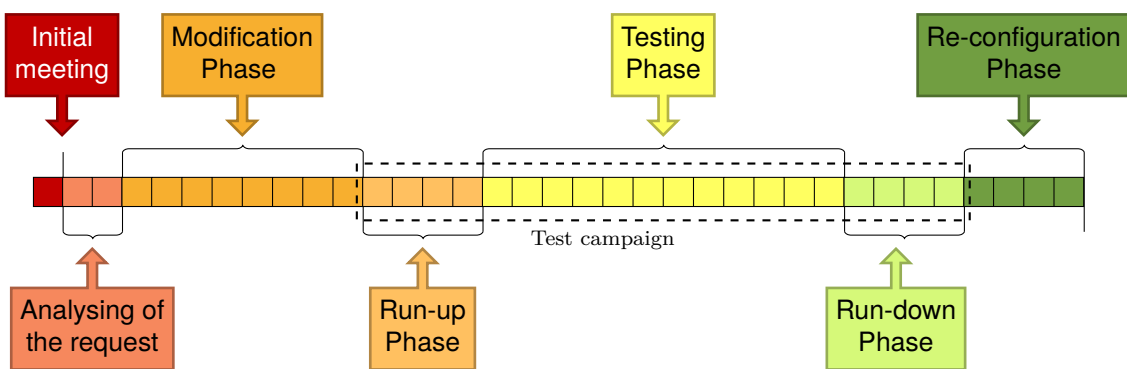 Initial
meeting
Modification
Phase
Testing
Phase
Re-configuration
Phase
Test campaign
Analysing of
the request
Run-up
Phase
Run-down
Phase